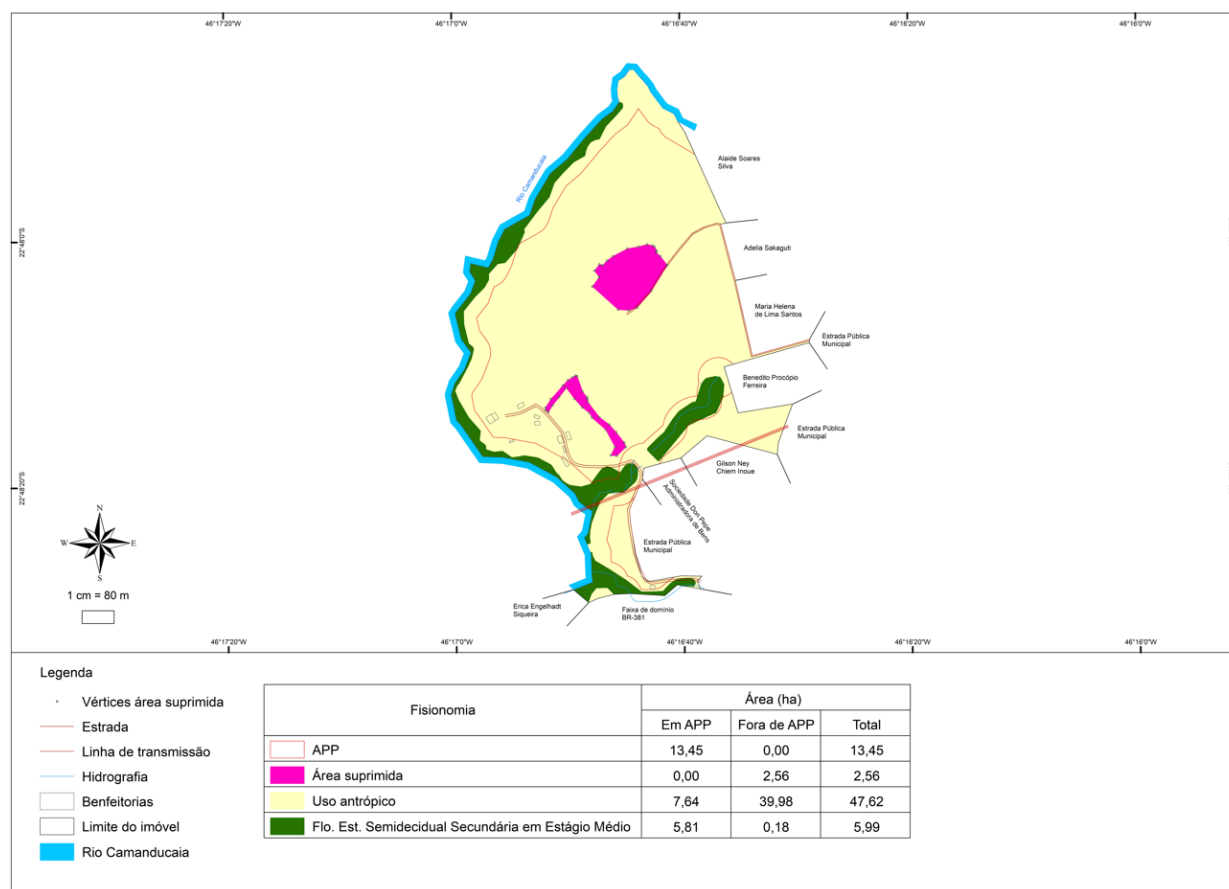 46°17'20"W
46°17'0"W
46°16'40"W
46°16'20"W
46°16'0"W
22°48'0"S
22°48'20"S
Rio Camanducaia
Alaide Soares
Silva
Adelia Sakaguti
Maria Helena
de Lima Santos
Estrada Pública
Municipal
Benedito Procópio
Ferreira
Estrada Pública
Municipal
Gilson Ney
Chiem Inoue
Sociedade Don Pepe
Administradora de Bens
Estrada Pública
Municipal
Erica Engelhadt
Siqueira
Faixa de domínio
BR-381
N
W
E
S
1 cm = 80 m
46°17'20"W
46°17'0"W
46°16'40"W
46°16'20"W
46°16'0"W
Legenda
Vértices área suprimida
Estrada
Linha de transmissão
Hidrografia
Benfeitorias
Limite do imóvel
Rio Camanducaia
Fisionomia
Área (ha)
Em APP Fora de APP Total
APP 13,45 0,00 13,45
Área suprimida 0,00 2,56 2,56
Uso antrópico 7,64 39,98 47,62
Flo. Est. Semidecidual Secundária em Estágio Médio 5,81 0,18 5,99